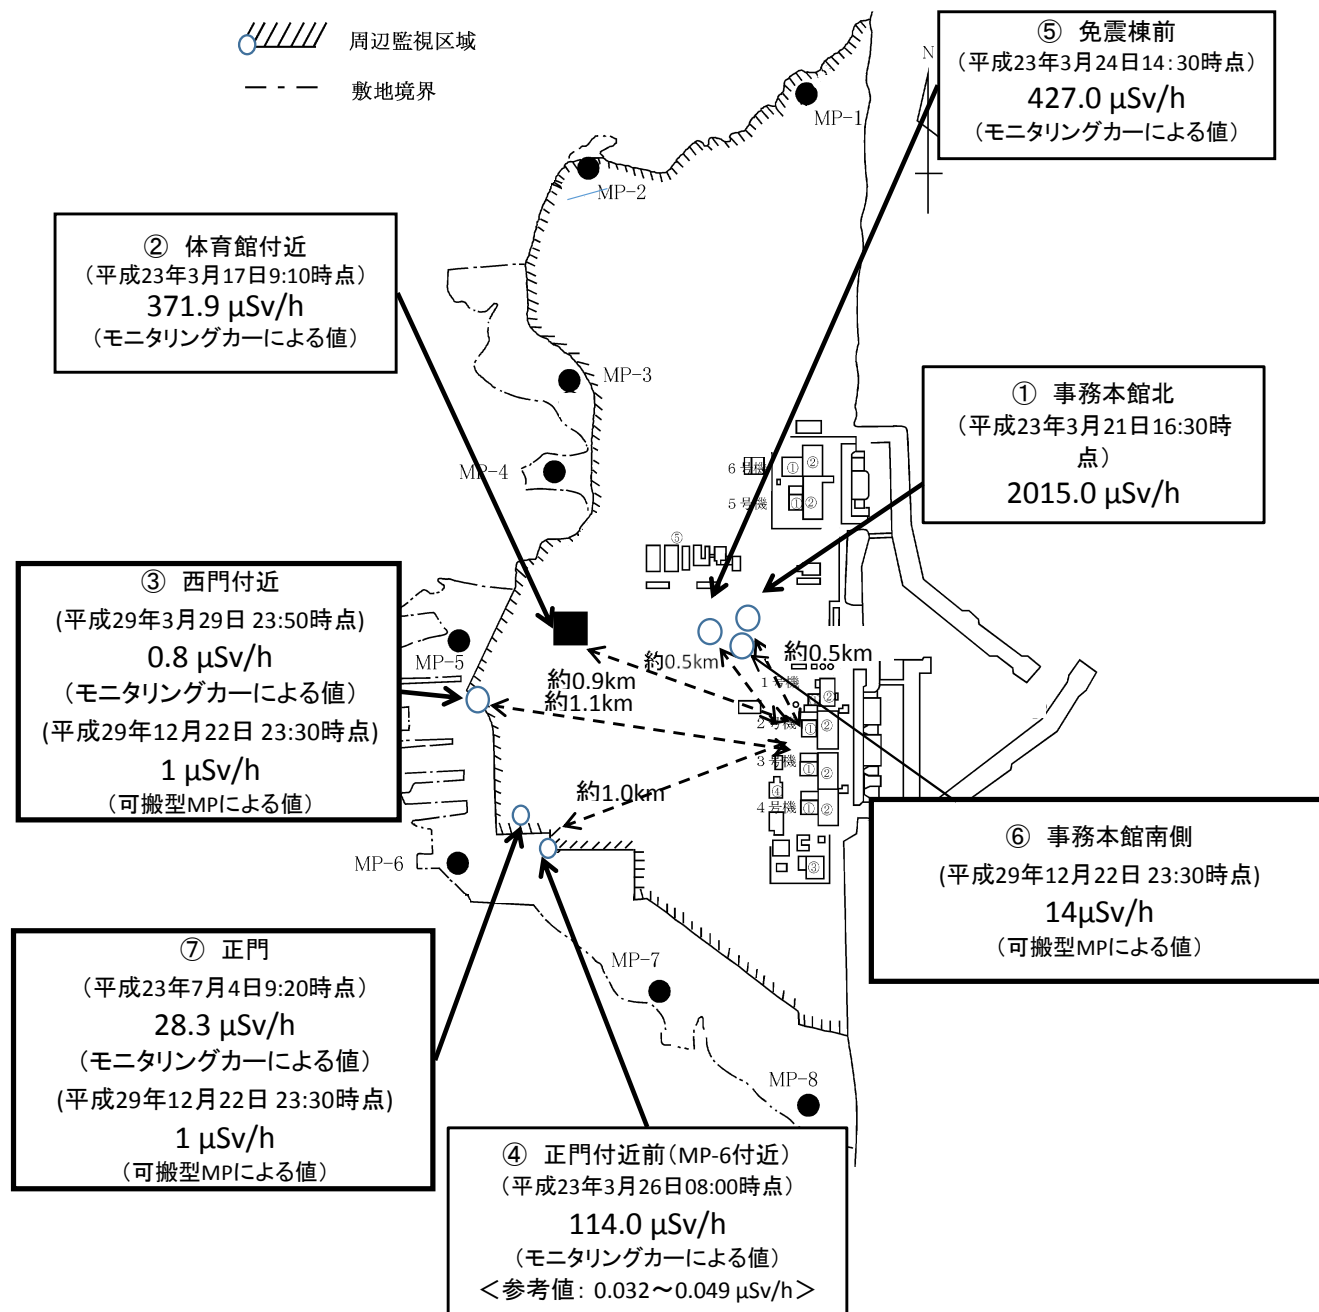 周辺監視区域
敷地境界
⑤ 免震棟前
(平成23年3月24日14:30時点)
427.0 μSv/h
(モニタリングカーによる値)
N
MP-1
MP-2
② 体育館付近
(平成23年3月17日9:10時点)
371.9 μSv/h
(モニタリングカーによる値)
MP-3
① 事務本館北
(平成23年3月21日16:30時
点)
2015.0 μSv/h
MP-4
6号機
①
②
5号機
①
②
⑤
③ 西門付近
(平成29年3月29日 23:50時点)
0.8 μSv/h
(モニタリングカーによる値)
(平成29年12月22日 23:30時点)
1 μSv/h
(可搬型MPによる値)
MP-5
約0.5km
約0.5km
約0.9km
約1.1km
1号機
②
2号機
①
②
3号機
①
②
約1.0km
④
4号機
①
②
③
MP-6
⑥ 事務本館南側
(平成29年12月22日 23:30時点)
14μSv/h
(可搬型MPによる値)
⑦ 正門
(平成23年7月4日9:20時点)
28.3 μSv/h
(モニタリングカーによる値)
(平成29年12月22日 23:30時点)
1 μSv/h
(可搬型MPによる値)
MP-7
MP-8
④ 正門付近前(MP-6付近)
(平成23年3月26日08:00時点)
114.0 μSv/h
(モニタリングカーによる値)
<参考値: 0.032~0.049 μSv/h>